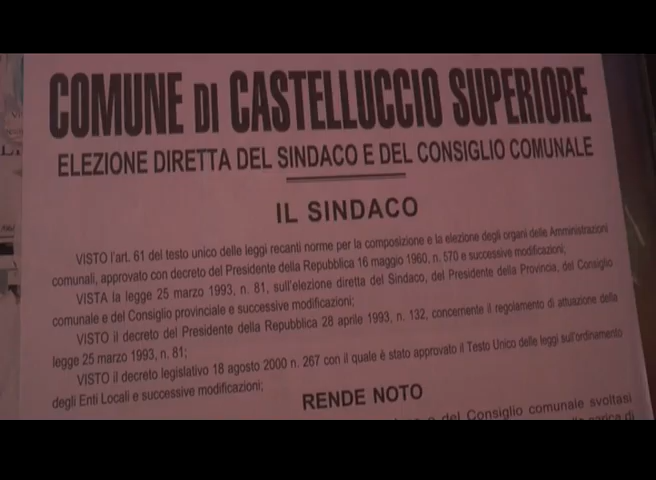 COMUNE DI CASTELLUCCIO SUPERIORE
ELEZIONE DIRETTA DEL SINDACO E DEL CONSIGLIO COMUNALE
IL SINDACO
VISTO l'art. 61 del testo unico delle leggi recanti norme per la composizione e la elezione degli organi delle Amministrazioni
comunali, approvato con decreto del Presidente della Repubblica 16 maggio 1960, n. 570 e successive modificazioni;
VISTA la legge 25 marzo 1993, n. 81, sull'elezione diretta del Sindaco, del Presidente della Provincia, del Consiglio
comunale e del Consiglio provinciale e successive modificazioni;
VISTO il decreto del Presidente della Repubblica 28 aprile 1993, n. 132, concernente il regolamento di attuazione della
legge 25 marzo 1993, n. 81;
VISTO il decreto legislativo 18 agosto 2000 n. 267 con il quale è stato approvato il Testo Unico delle leggi sull'ordinamento
degli Enti Locali e successive modificazioni;
RENDE NOTO
del Consiglio comunale svoltasi
carica di